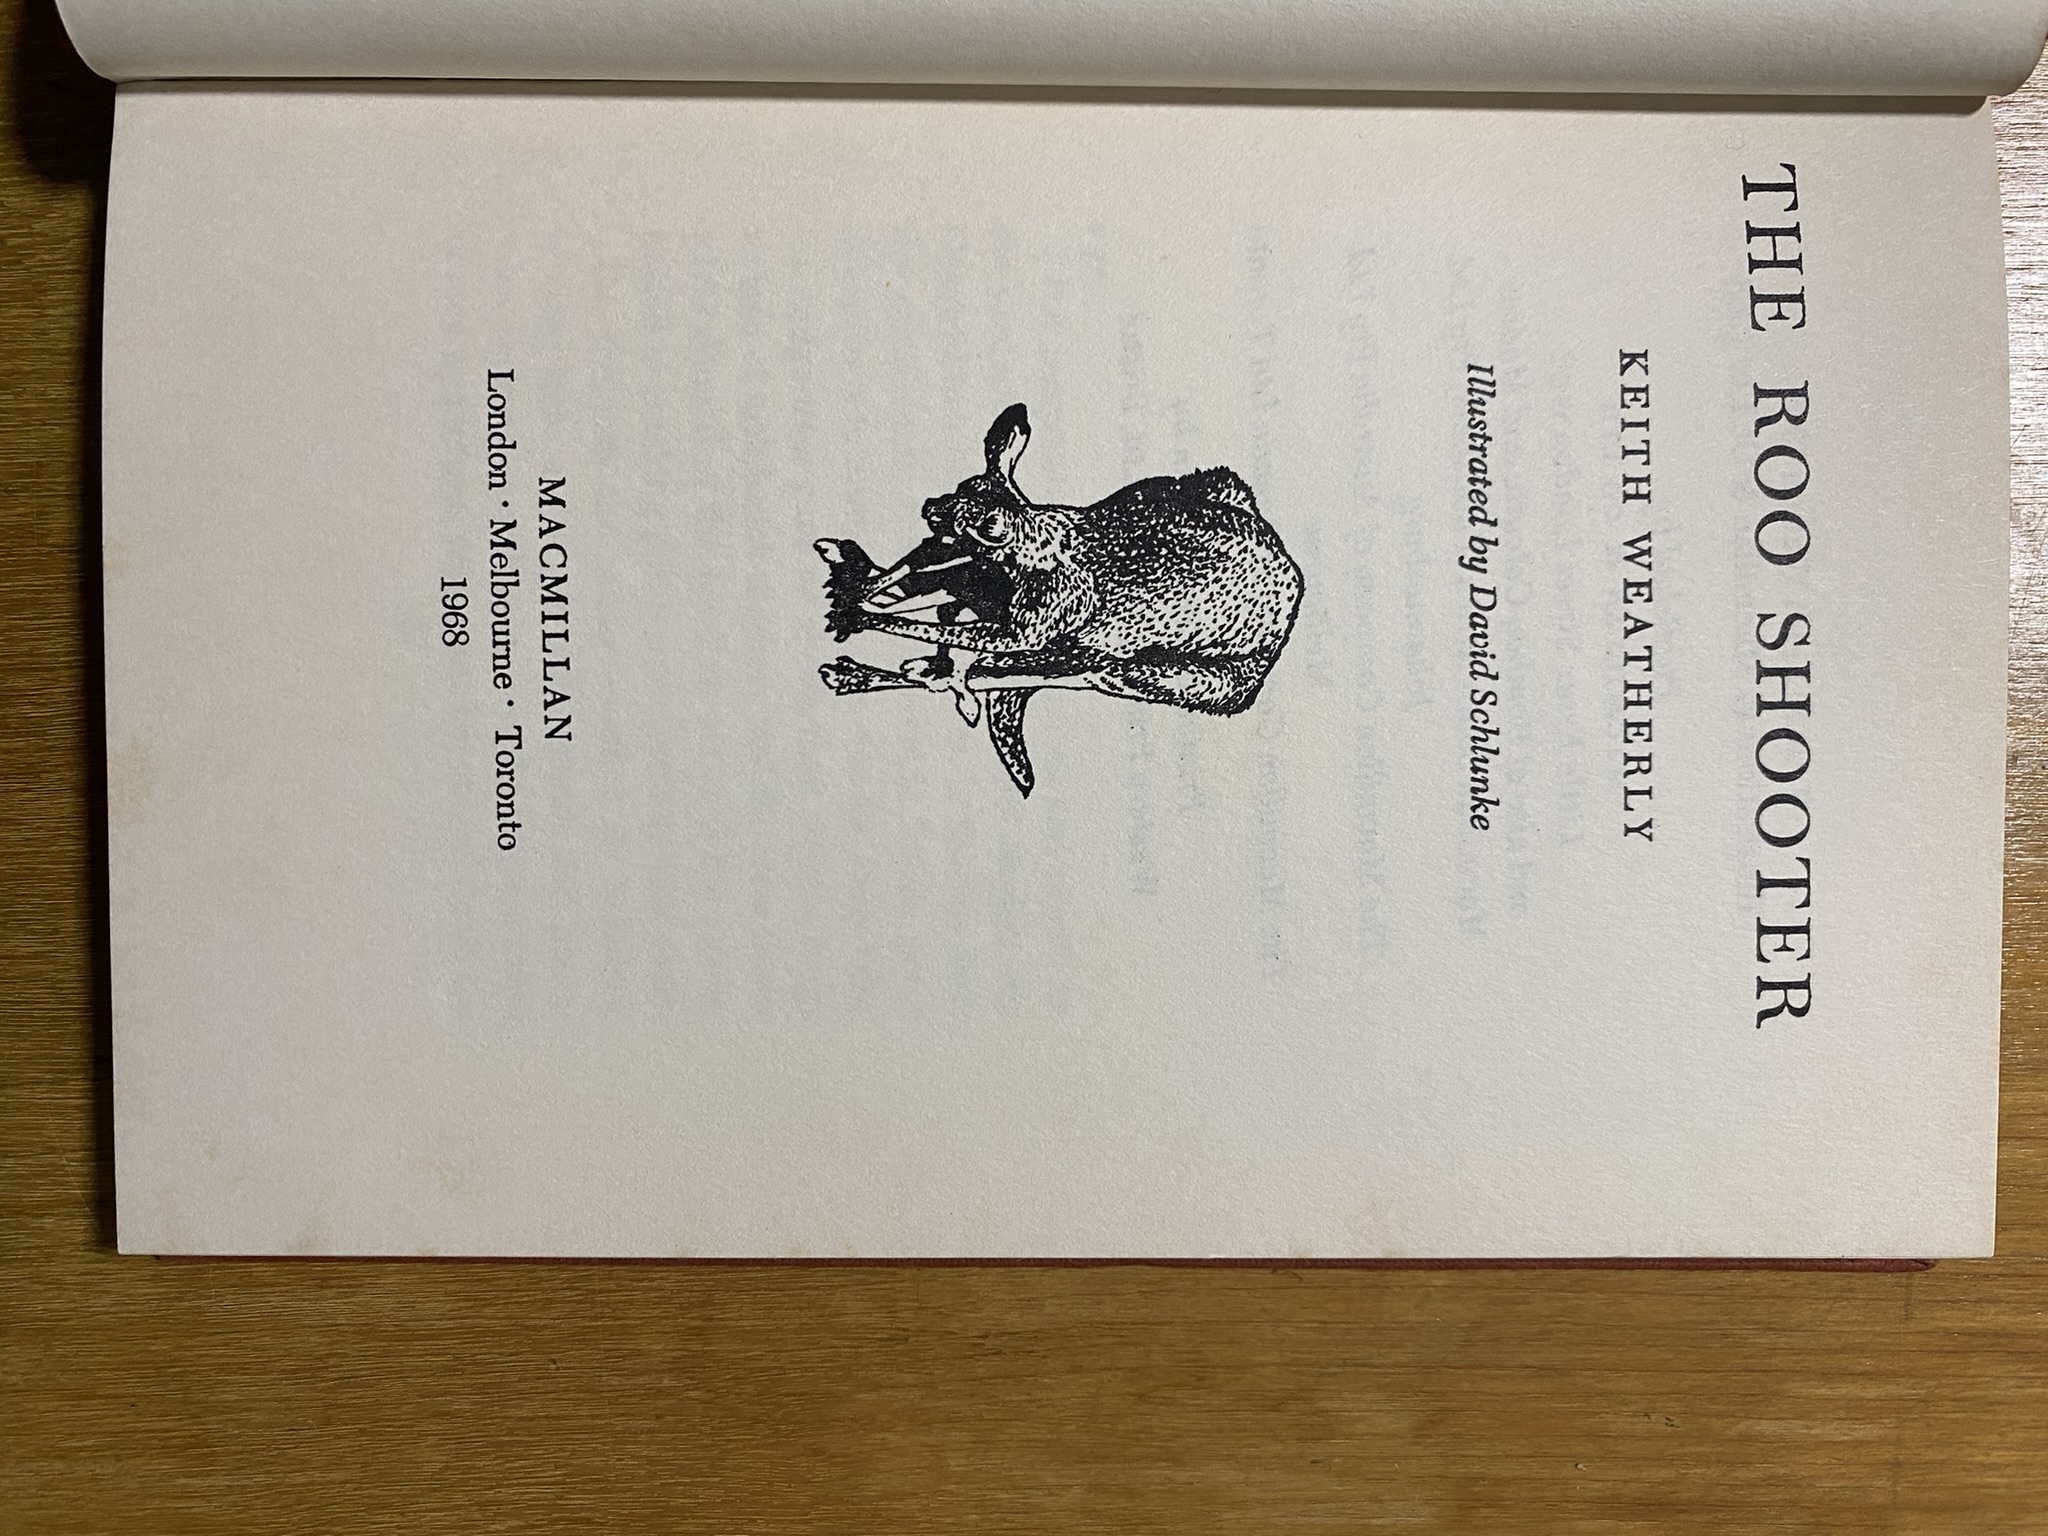 THE ROO SHOOTER
KEITH WEATHERLY
Illustrated by David Schlunke
MACMILLAN
London · Melbourne · Toronto
1968